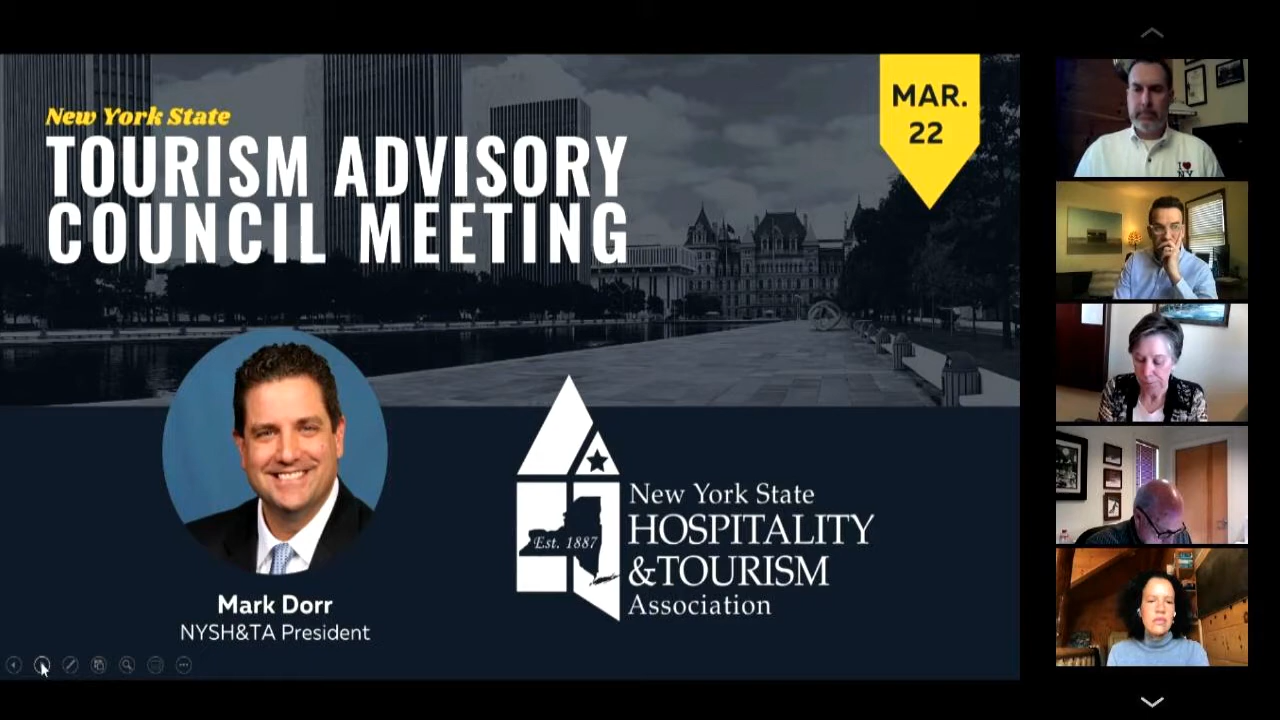 New York State
TOURISM ADVISORY
COUNCIL MEETING
MAR.
22
Mark Dorr
NYSH&TA President
Est. 1887
New York State
HOSPITALITY
&TOURISM
Association
I ❤
NY